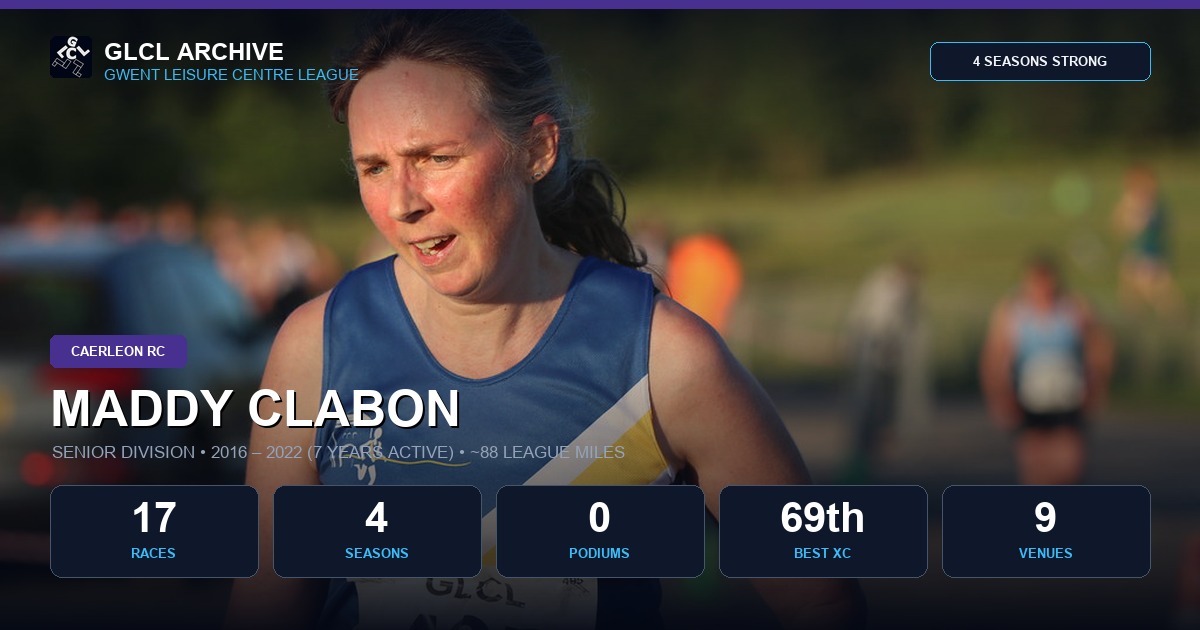 GLCL ARCHIVE
GWENT LEISURE CENTRE LEAGUE
4 SEASONS STRONG
CAERLEON RC
MADDY CLABON
SENIOR DIVISION • 2016 – 2022 (7 YEARS ACTIVE) • ~88 LEAGUE MILES
17
RACES
4
SEASONS
0
PODIUMS
69th
BEST XC
9
VENUES
GLCL